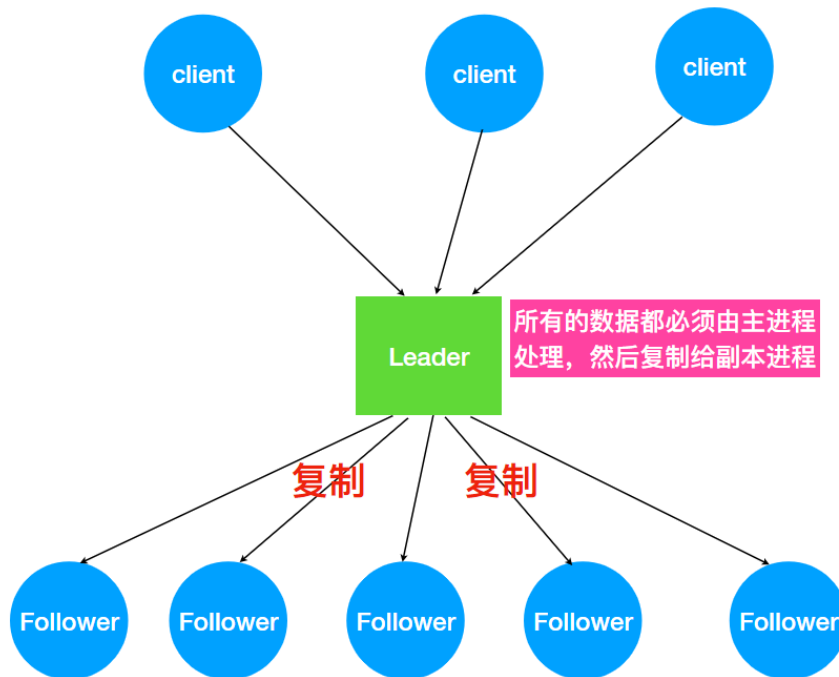 client
client
client
Leader
所有的数据都必须由主进程
处理，然后复制给副本进程
复制
复制
Follower
Follower
Follower
Follower
Follower